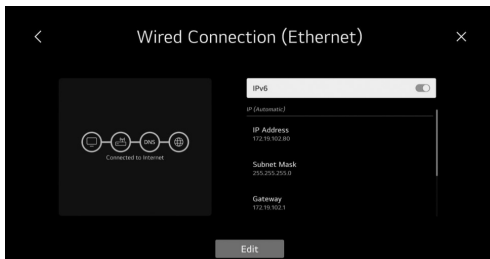 Wired Connection (Ethernet)
IPv6
IP (Automatic)
IP Address
172.19.102.80
DNS
Connected to Internet
Subnet Mask
255.255.255.0
Gateway
172.19.102.1
Edit